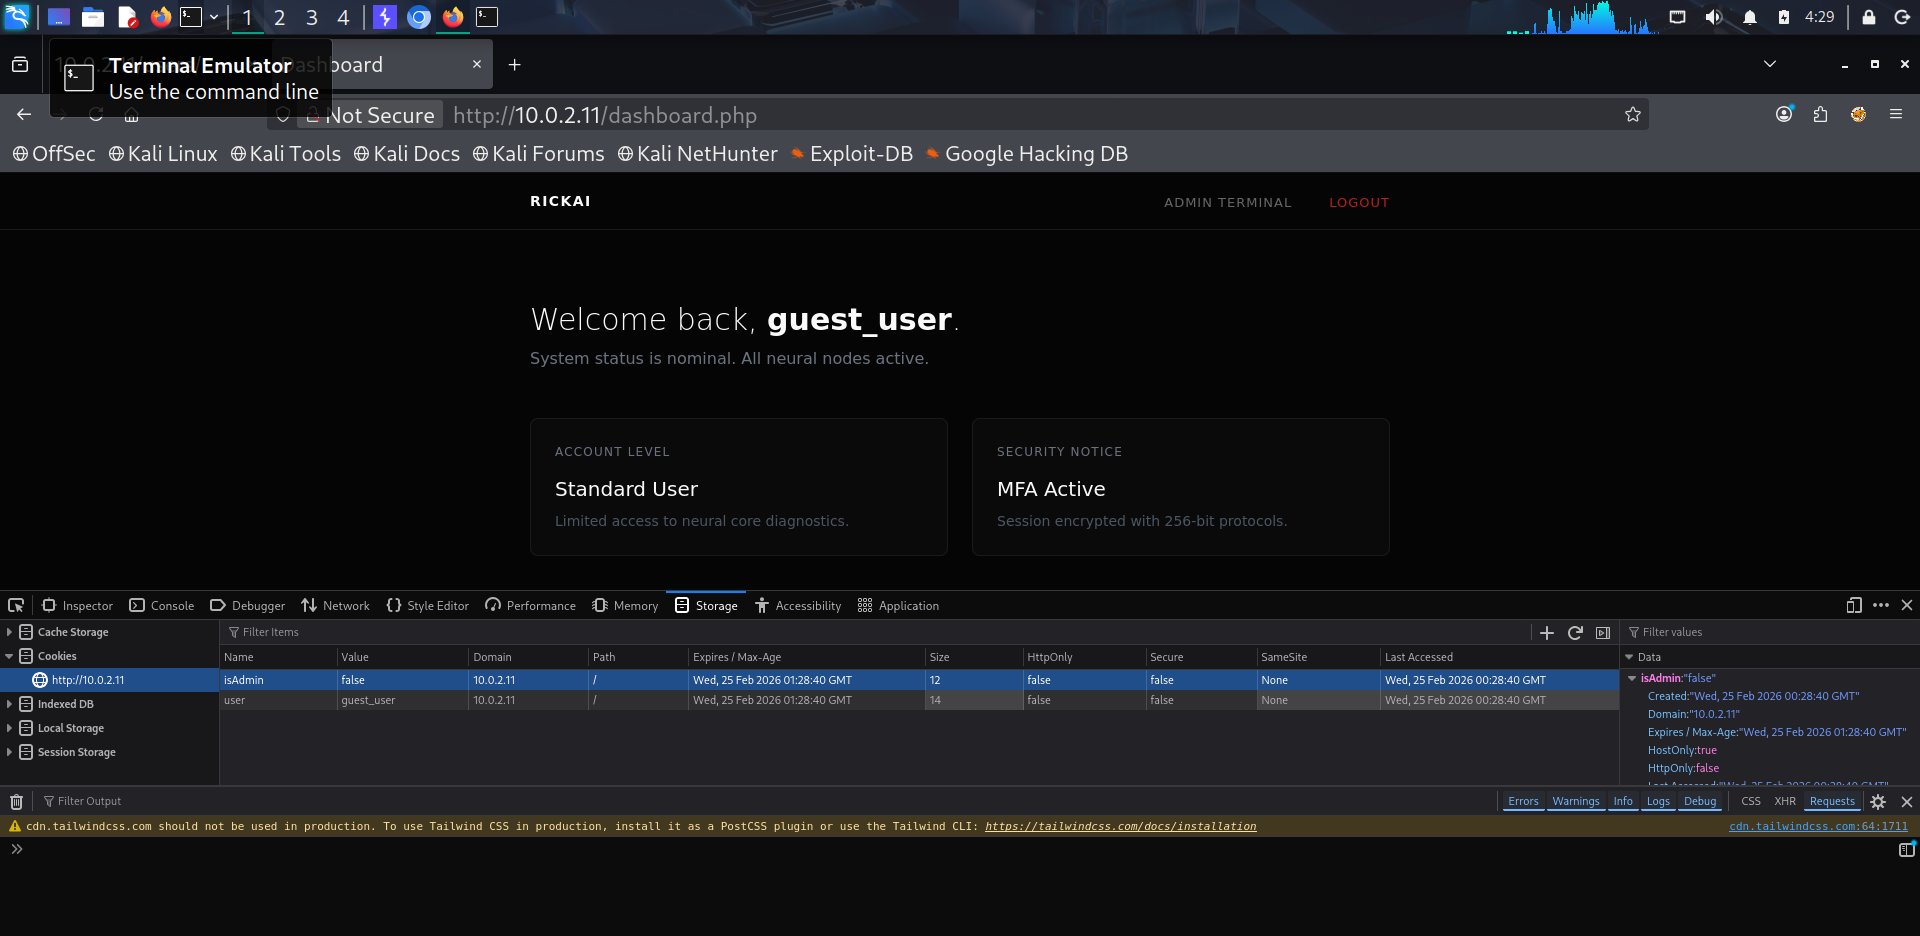 1 2 3 4 4:29
Terminal Emulator
Use the command line
Dashboard
Not Secure http://10.0.2.11/dashboard.php
OffSec Kali Linux Kali Tools Kali Docs Kali Forums Kali NetHunter Exploit-DB Google Hacking DB
RICKAI ADMIN TERMINAL LOGOUT
Welcome back, guest_user.
System status is nominal. All neural nodes active.
ACCOUNT LEVEL
Standard User
Limited access to neural core diagnostics.
SECURITY NOTICE
MFA Active
Session encrypted with 256-bit protocols.
Inspector Console Debugger Network Style Editor Performance Memory Storage Accessibility Application
Cache Storage
Cookies
http://10.0.2.11
Indexed DB
Local Storage
Session Storage
Filter Items
Name Value Domain Path Expires / Max-Age Size HttpOnly Secure SameSite Last Accessed
isAdmin false 10.0.2.11 / Wed, 25 Feb 2026 01:28:40 GMT 12 false false None Wed, 25 Feb 2026 00:28:40 GMT
user guest_user 10.0.2.11 / Wed, 25 Feb 2026 01:28:40 GMT 14 false false None Wed, 25 Feb 2026 00:28:40 GMT
Filter values
Data
isAdmin:"false"
Created:"Wed, 25 Feb 2026 00:28:40 GMT"
Domain:"10.0.2.11"
Expires / Max-Age:"Wed, 25 Feb 2026 01:28:40 GMT"
HostOnly:true
HttpOnly:false
Last Accessed:"Wed, 25 Feb 2026 00:28:40 GMT"
Filter Output Errors Warnings Info Logs Debug CSS XHR Requests
cdn.tailwindcss.com should not be used in production. To use Tailwind CSS in production, install it as a PostCSS plugin or use the Tailwind CLI: https://tailwindcss.com/docs/installation cdn.tailwindcss.com:64:1711